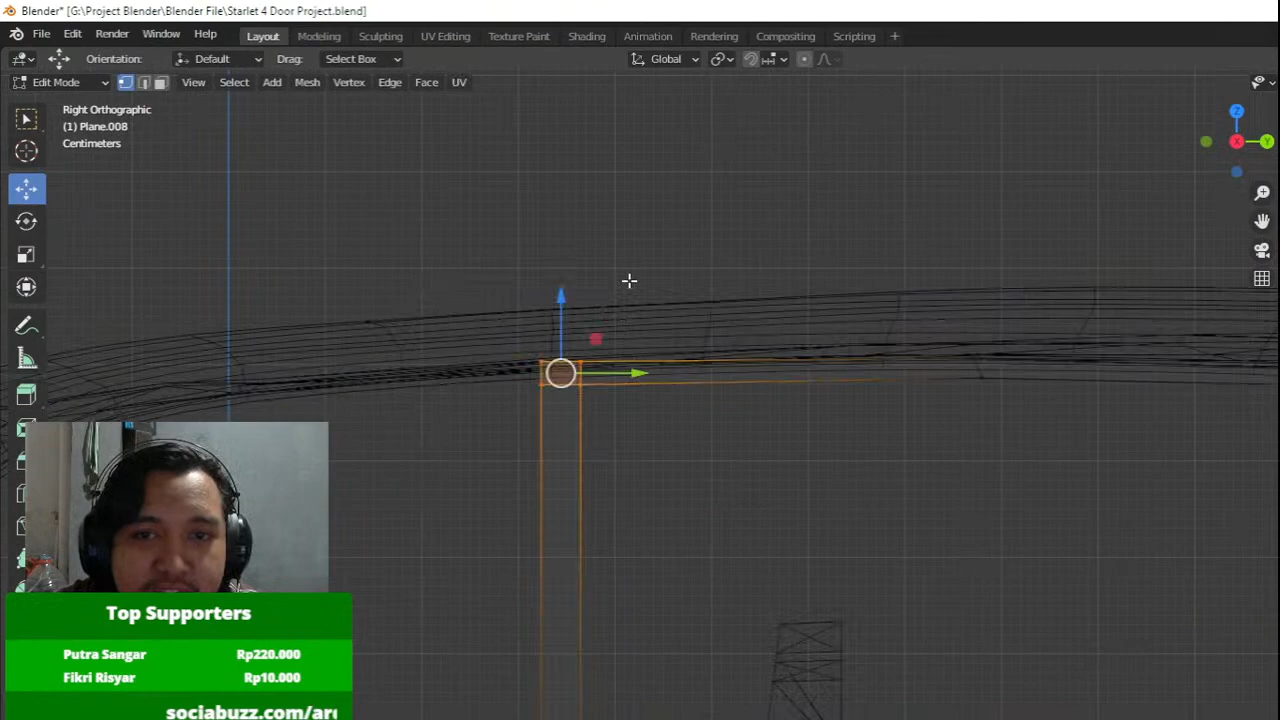 Blender* [G:\Project Blender\Blender File\Starlet 4 Door Project.blend]
File Edit Render Window Help Layout Modeling Sculpting UV Editing Texture Paint Shading Animation Rendering Compositing Scripting +
Orientation: Default Drag: Select Box Global
Edit Mode View Select Add Mesh Vertex Edge Face UV
Right Orthographic
(1) Plane.008
Centimeters
Z
X
Y
Top Supporters
Putra Sangar Rp220.000
Fikri Risyar Rp10.000
sociabuzz.com/aru